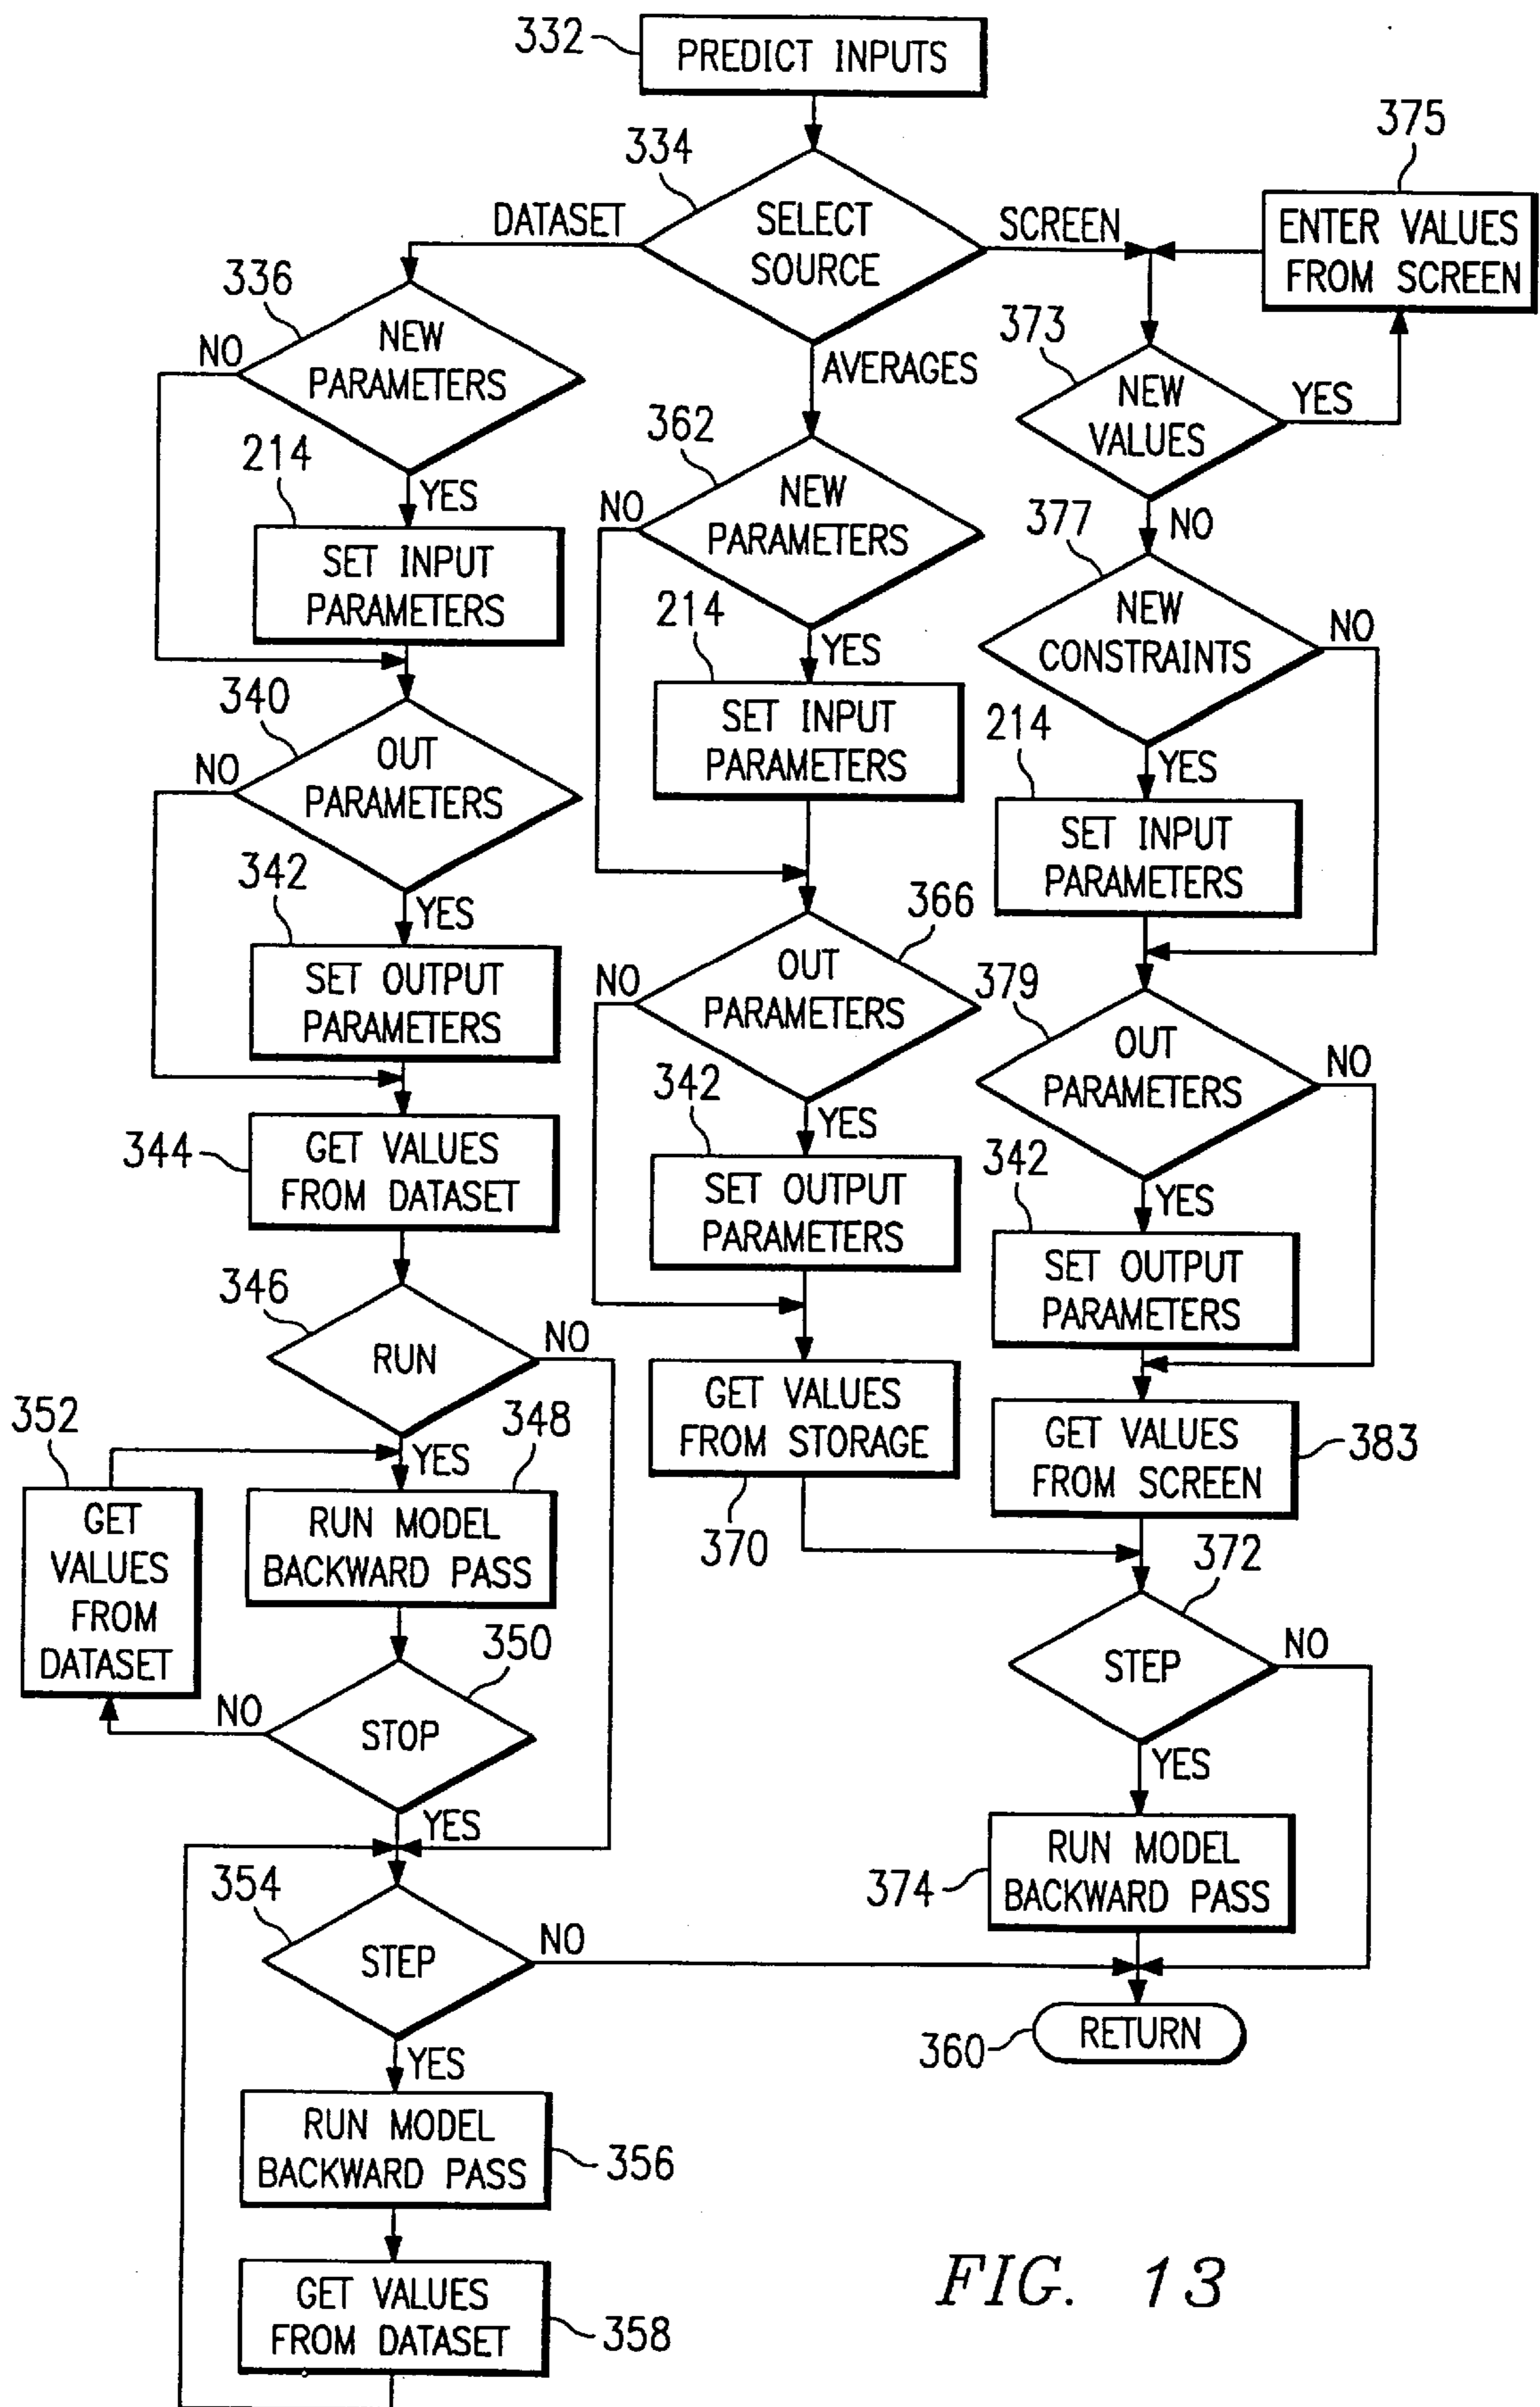 332
PREDICT INPUTS
334
SELECT
SOURCE
DATASET
SCREEN
AVERAGES
375
ENTER VALUES
FROM SCREEN
336
NEW
PARAMETERS
NO
YES
214
SET INPUT
PARAMETERS
340
OUT
PARAMETERS
NO
YES
342
SET OUTPUT
PARAMETERS
344
GET VALUES
FROM DATASET
346
RUN
NO
YES
352
GET
VALUES
FROM
DATASET
348
RUN MODEL
BACKWARD PASS
350
STOP
NO
YES
354
STEP
NO
YES
RUN MODEL
BACKWARD PASS
356
GET VALUES
FROM DATASET
358
362
NEW
PARAMETERS
NO
YES
214
SET INPUT
PARAMETERS
366
OUT
PARAMETERS
NO
YES
342
SET OUTPUT
PARAMETERS
GET VALUES
FROM STORAGE
370
373
NEW
VALUES
YES
NO
377
NEW
CONSTRAINTS
NO
YES
214
SET INPUT
PARAMETERS
379
OUT
PARAMETERS
NO
YES
342
SET OUTPUT
PARAMETERS
GET VALUES
FROM SCREEN
383
372
STEP
NO
YES
374
RUN MODEL
BACKWARD PASS
360
RETURN
FIG. 13